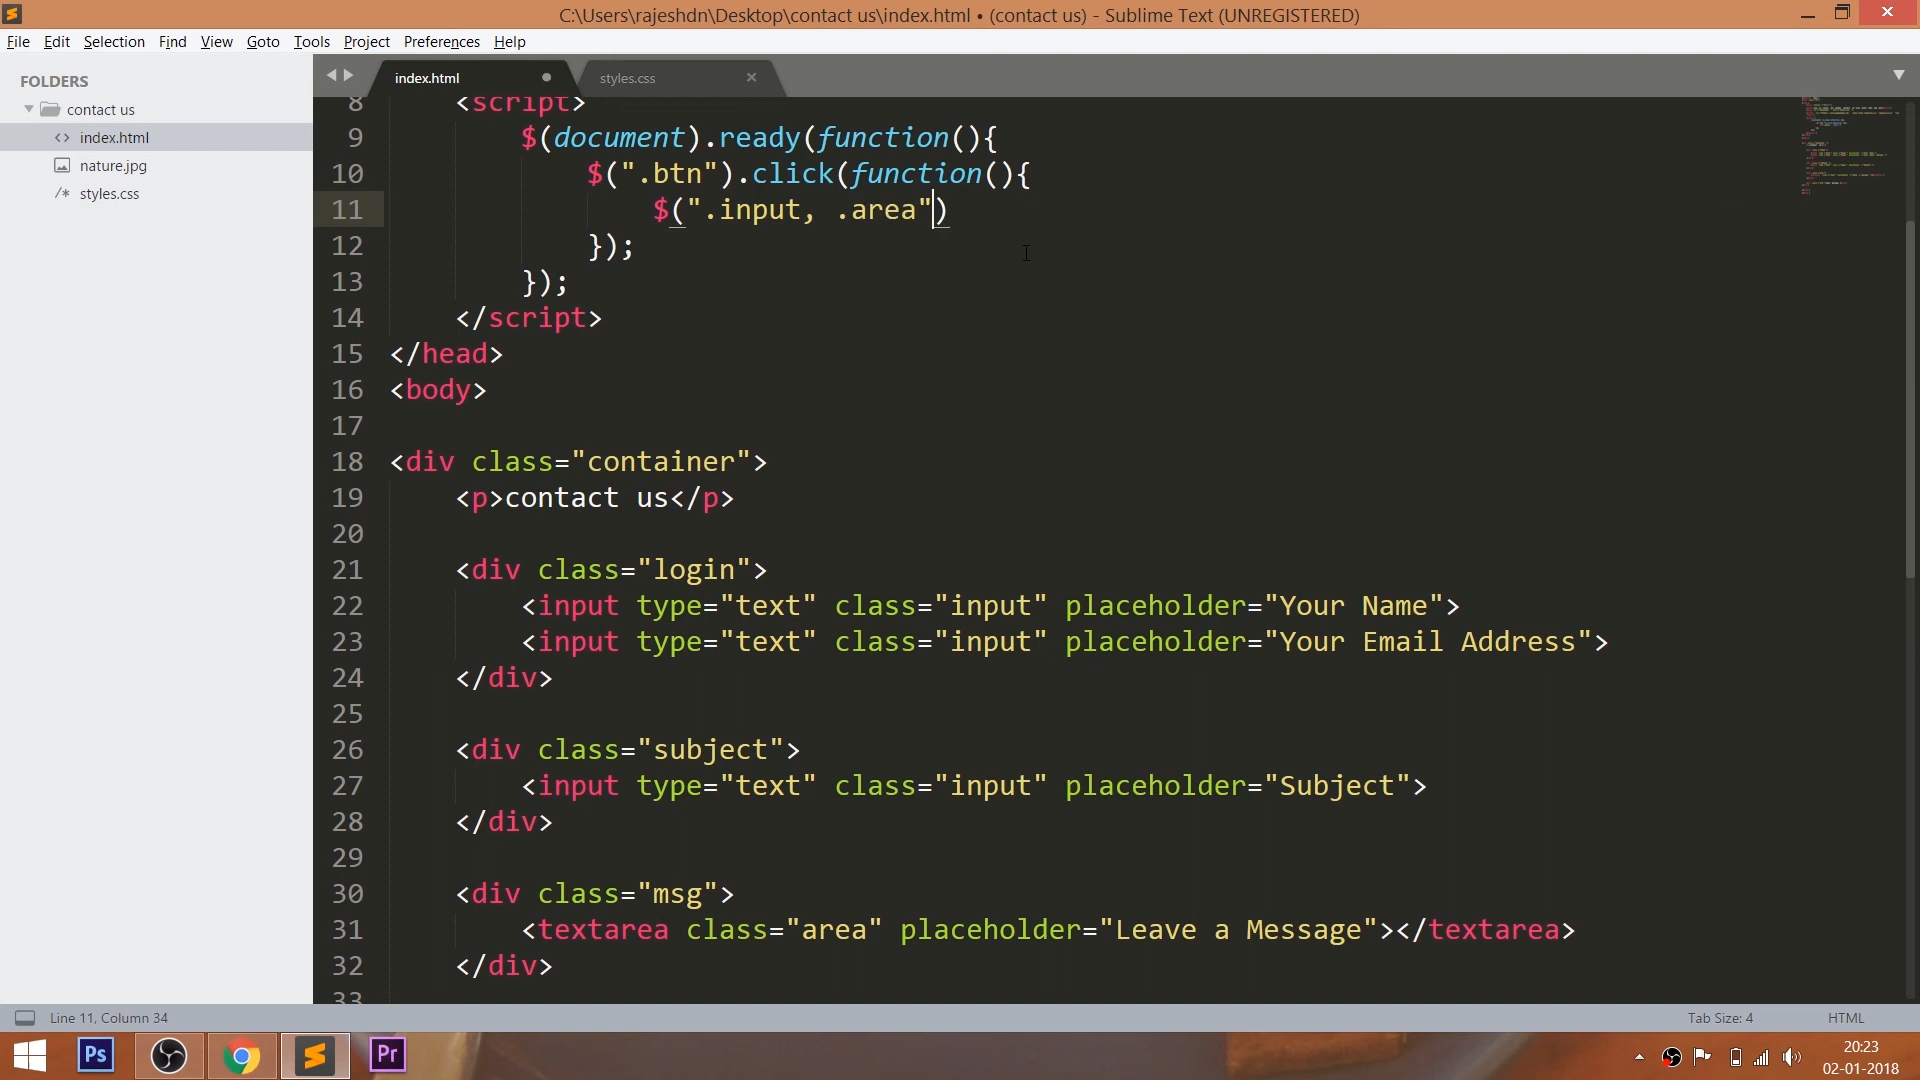 C:\Users\rajeshdn\Desktop\contact us\index.html • (contact us) - Sublime Text (UNREGISTERED)
File Edit Selection Find View Goto Tools Project Preferences Help
FOLDERS
contact us
<> index.html
nature.jpg
/* styles.css
index.html styles.css
8 <script>
9 $(document).ready(function(){
10 $(".btn").click(function(){
11 $(".input, .area")
12 });
13 });
14 </script>
15 </head>
16 <body>
17
18 <div class="container">
19 <p>contact us</p>
20
21 <div class="login">
22 <input type="text" class="input" placeholder="Your Name">
23 <input type="text" class="input" placeholder="Your Email Address">
24 </div>
25
26 <div class="subject">
27 <input type="text" class="input" placeholder="Subject">
28 </div>
29
30 <div class="msg">
31 <textarea class="area" placeholder="Leave a Message"></textarea>
32 </div>
33
Line 11, Column 34 Tab Size: 4 HTML
Ps Pr
20:23
02-01-2018